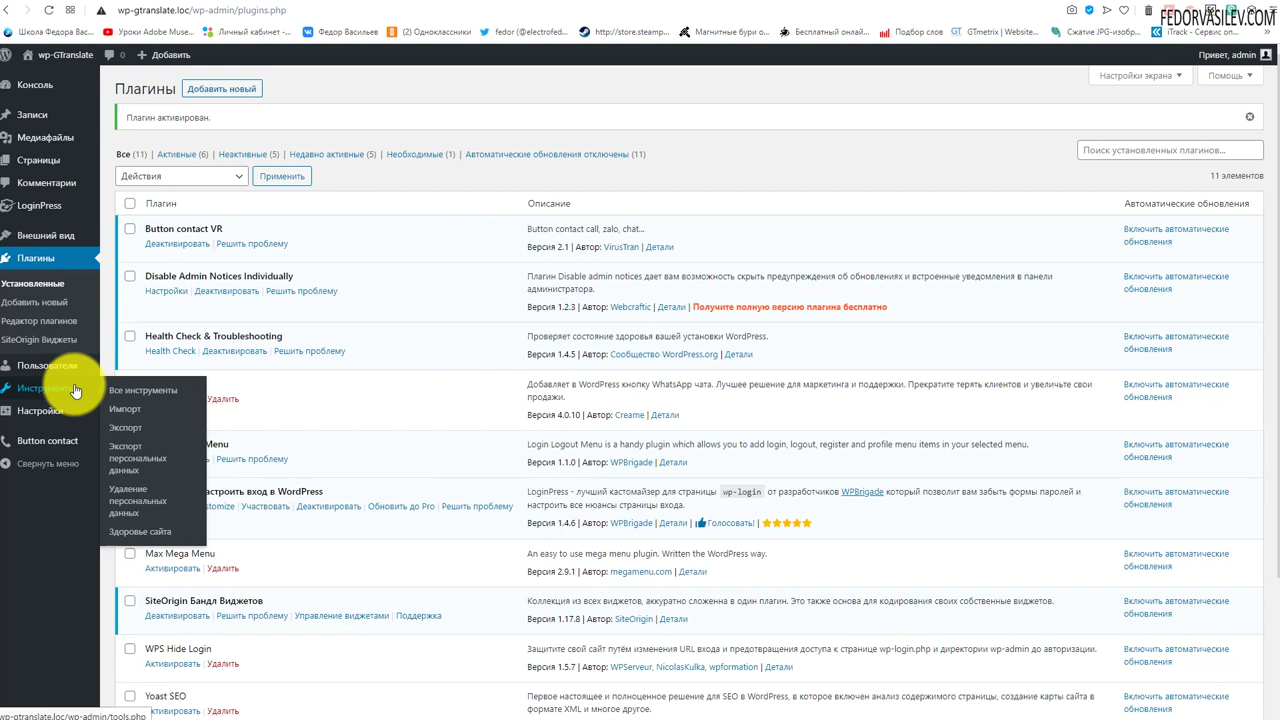 wp-gtranslate.loc/wp-admin/plugins.php
FEDORVASILEV.COM
Школа Федора Вас...
Уроки Adobe Muse...
Личный кабинет -...
Федор Васильев
(2) Одноклассники
fedor (@electrofed...
http://store.steamp...
Магнитные бури о...
Бесплатный онлай...
Подбор слов
GTmetrix | Website...
Сжатие JPG-изобр...
iTrack - Сервис оп...
wp-GTranslate
0
Добавить
Привет, admin
Консоль
Записи
Медиафайлы
Страницы
Комментарии
LoginPress
Внешний вид
Плагины
Установленные
Добавить новый
Редактор плагинов
SiteOrigin Виджеты
Пользователи
Инструменты
Настройки
Button contact
Свернуть меню
Все инструменты
Импорт
Экспорт
Экспорт
персональных
данных
Удаление
персональных
данных
Здоровье сайта
Плагины
Добавить новый
Настройки экрана
Помощь
Плагин активирован.
Все (11) | Активные (6) | Неактивные (5) | Недавно активные (5) | Необходимые (1) | Автоматические обновления отключены (11)
Поиск установленных плагинов...
Действия
Применить
11 элементов
Плагин
Описание
Автоматические обновления
Button contact VR
Деактивировать | Решить проблему
Button contact call, zalo, chat...
Версия 2.1 | Автор: VirusTran | Детали
Включить автоматические
обновления
Disable Admin Notices Individually
Настройки | Деактивировать | Решить проблему
Плагин Disable admin notices дает вам возможность скрыть предупреждения об обновлениях и встроенные уведомления в панели
администратора.
Версия 1.2.3 | Автор: Webcraftic | Детали | Получите полную версию плагина бесплатно
Включить автоматические
обновления
Health Check & Troubleshooting
Health Check | Деактивировать | Решить проблему
Проверяет состояние здоровья вашей установки WordPress.
Версия 1.4.5 | Автор: Сообщество WordPress.org | Детали
Включить автоматические
обновления
Удалить
Добавляет в WordPress кнопку WhatsApp чата. Лучшее решение для маркетинга и поддержки. Прекратите терять клиентов и увеличьте свои
продажи.
Версия 4.0.10 | Автор: Creame | Детали
Включить автоматические
обновления
Menu
Решить проблему
Login Logout Menu is a handy plugin which allows you to add login, logout, register and profile menu items in your selected menu.
Версия 1.1.0 | Автор: WPBrigade | Детали
Включить автоматические
обновления
астроить вход в WordPress
stomize | Участвовать | Деактивировать | Обновить до Pro | Решить проблему
LoginPress - лучший кастомайзер для страницы wp-login от разработчиков WPBrigade который позволит вам забыть формы паролей и
настроить все нюансы страницы входа.
Версия 1.4.6 | Автор: WPBrigade | Детали | Голосовать! |
Включить автоматические
обновления
Max Mega Menu
Активировать | Удалить
An easy to use mega menu plugin. Written the WordPress way.
Версия 2.9.1 | Автор: megamenu.com | Детали
Включить автоматические
обновления
SiteOrigin Бандл Виджетов
Деактивировать | Решить проблему | Управление виджетами | Поддержка
Коллекция из всех виджетов, аккуратно сложенна в один плагин. Это также основа для кодирования своих собственные виджетов.
Версия 1.17.8 | Автор: SiteOrigin | Детали
Включить автоматические
обновления
WPS Hide Login
Активировать | Удалить
Защитите свой сайт путём изменения URL входа и предотвращения доступа к странице wp-login.php и директории wp-admin до авторизации.
Версия 1.5.7 | Автор: WPServeur, NicolasKulka, wpformation | Детали
Включить автоматические
обновления
Yoast SEO
Активировать | Удалить
Первое настоящее и полноценное решение для SEO в WordPress, в которое включен анализ содержимого страницы, создание карты сайта в
формате XML и многое другое.
Включить автоматические
обновления
wp-gtranslate.loc/wp-admin/tools.php